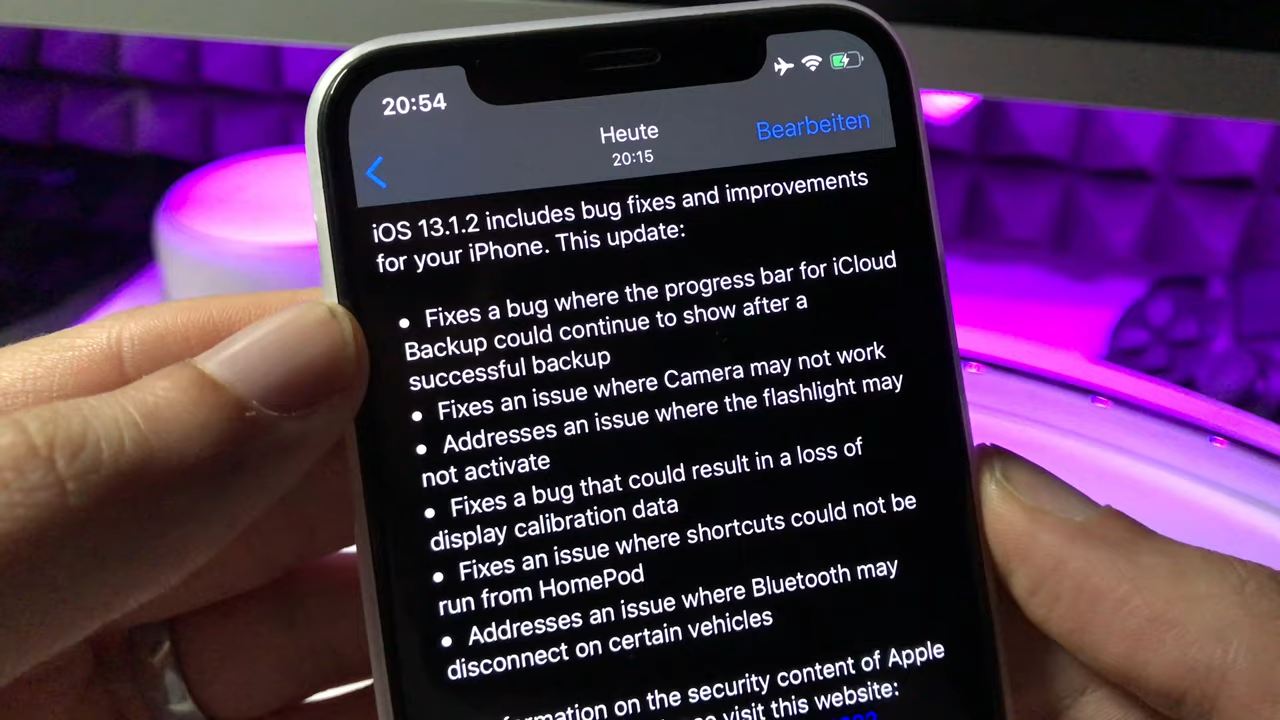 20:54
Heute
20:15
Bearbeiten
iOS 13.1.2 includes bug fixes and improvements
for your iPhone. This update:
• Fixes a bug where the progress bar for iCloud
Backup could continue to show after a
successful backup
• Fixes an issue where Camera may not work
• Addresses an issue where the flashlight may
not activate
• Fixes a bug that could result in a loss of
display calibration data
• Fixes an issue where shortcuts could not be
run from HomePod
• Addresses an issue where Bluetooth may
disconnect on certain vehicles
on the security content of Apple
visit this website: